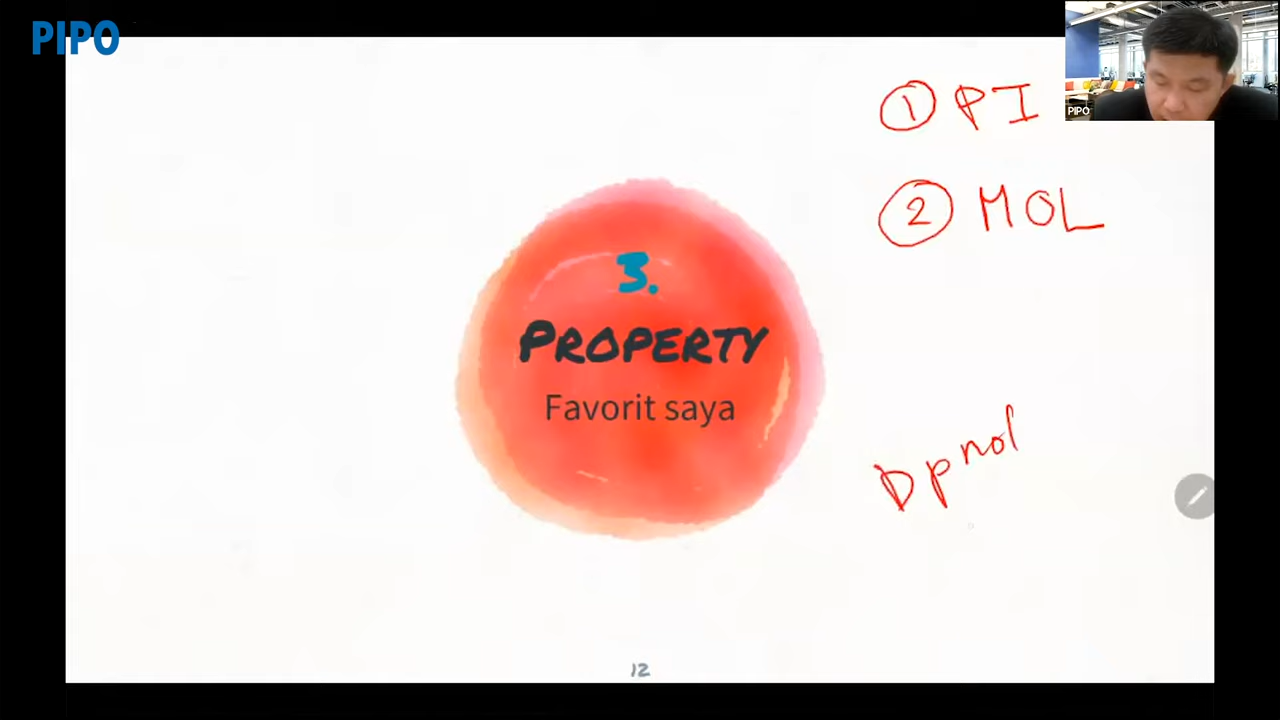 PIPO
PIPO
① PI
② MOL
3.
PROPERTY
Favorit saya
Dp nol
12